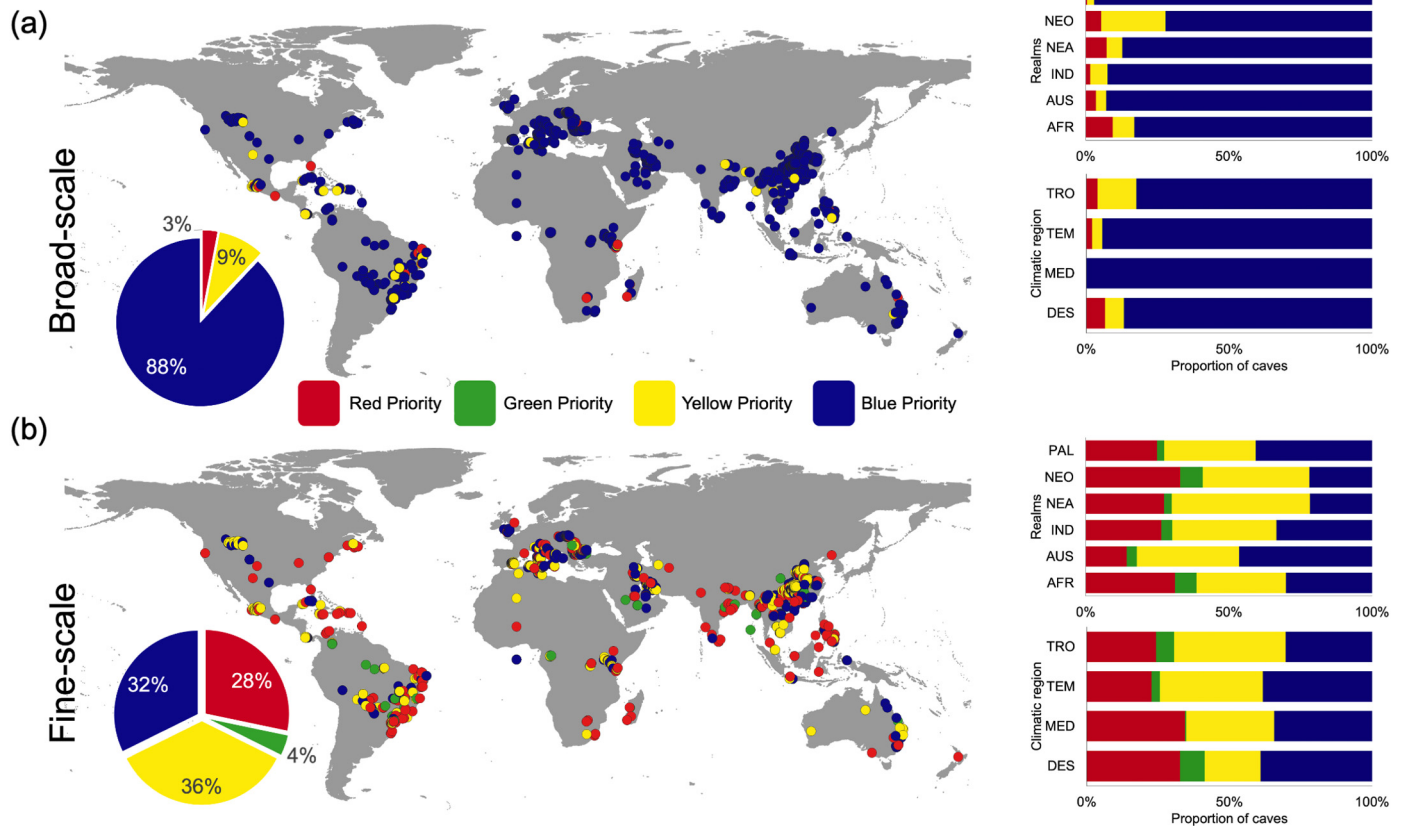 (a)
Broad-scale
3%
9%
88%
Realms
NEO
NEA
IND
AUS
AFR
0%
50%
100%
Climatic region
TRO
TEM
MED
DES
0%
50%
100%
Proportion of caves
Red Priority
Green Priority
Yellow Priority
Blue Priority
(b)
Fine-scale
32%
28%
4%
36%
Realms
PAL
NEO
NEA
IND
AUS
AFR
0%
50%
100%
Climatic region
TRO
TEM
MED
DES
0%
50%
100%
Proportion of caves